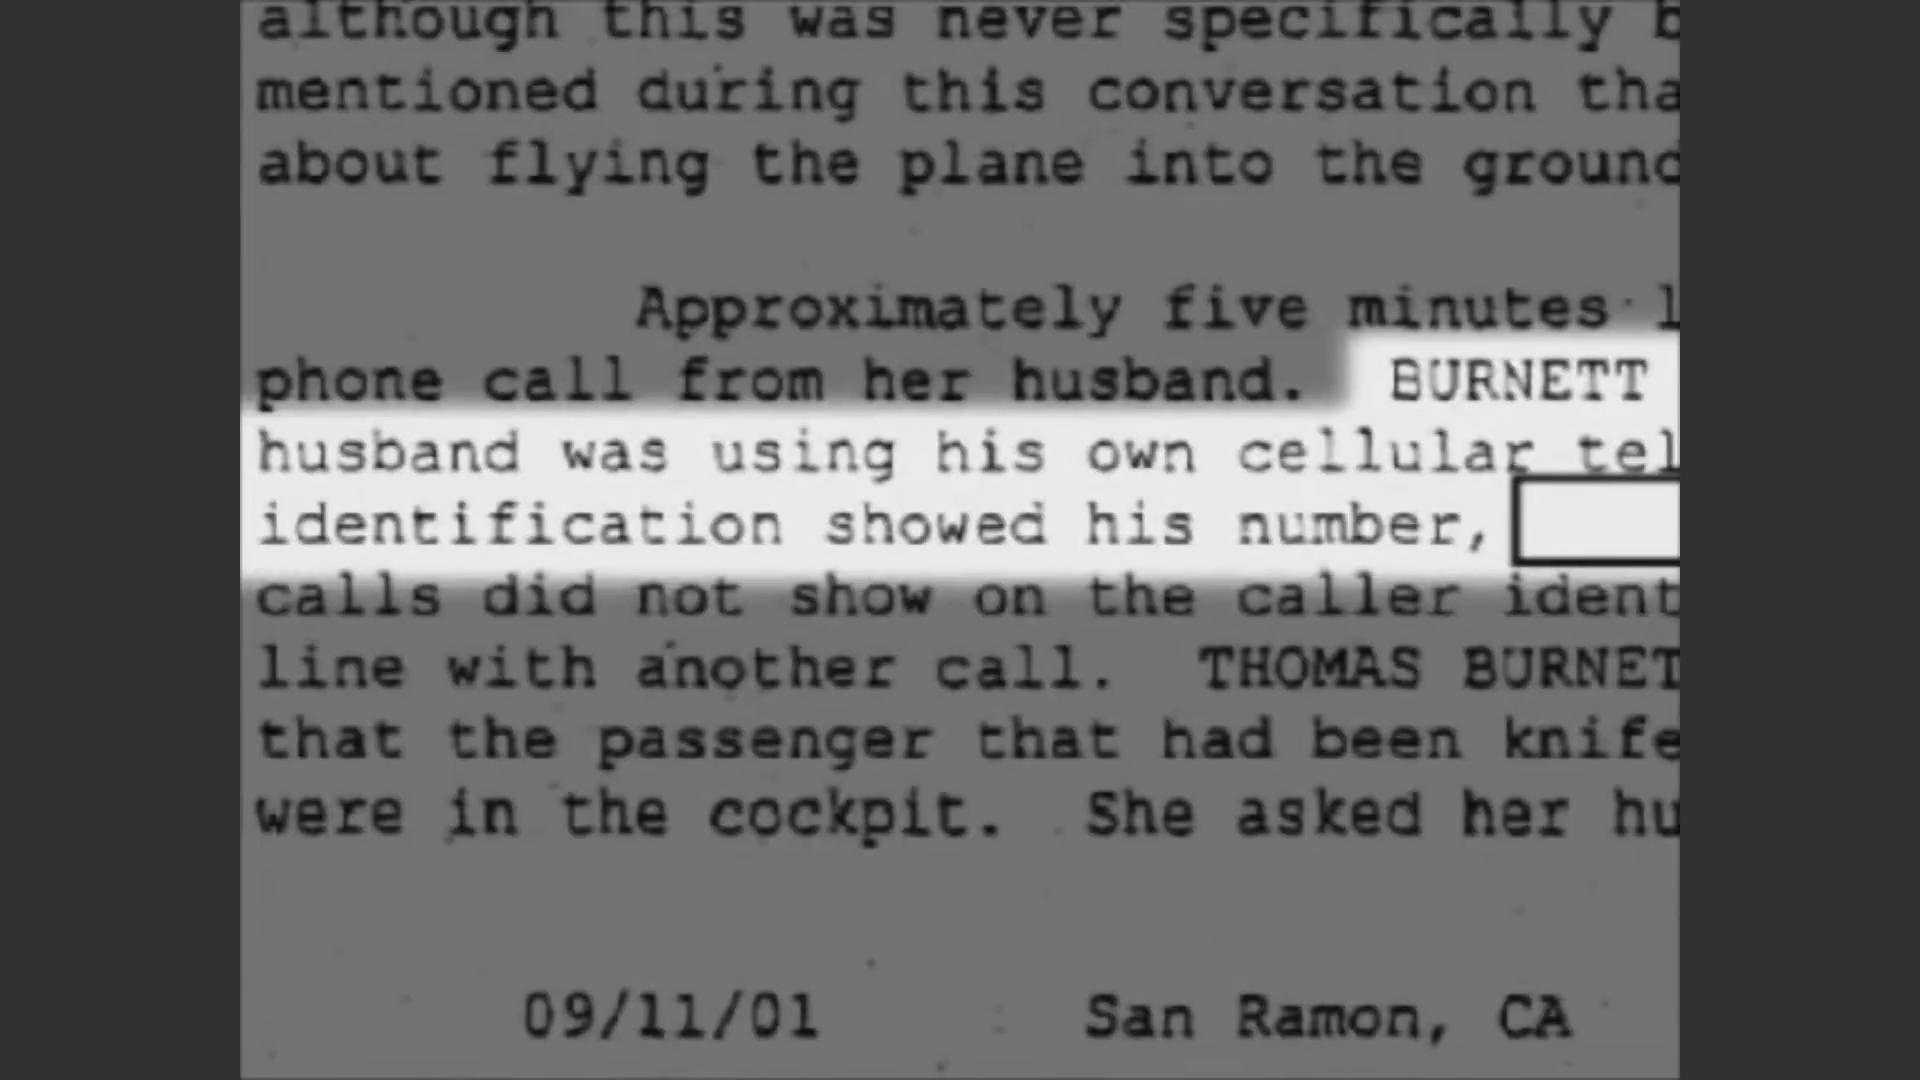 although this was never specifically b
mentioned during this conversation tha
about flying the plane into the ground
Approximately five minutes l
phone call from her husband. BURNETT
husband was using his own cellular tel
identification showed his number,
calls did not show on the caller ident
line with another call. THOMAS BURNET
that the passenger that had been knife
were in the cockpit. She asked her hu
09/11/01 San Ramon, CA